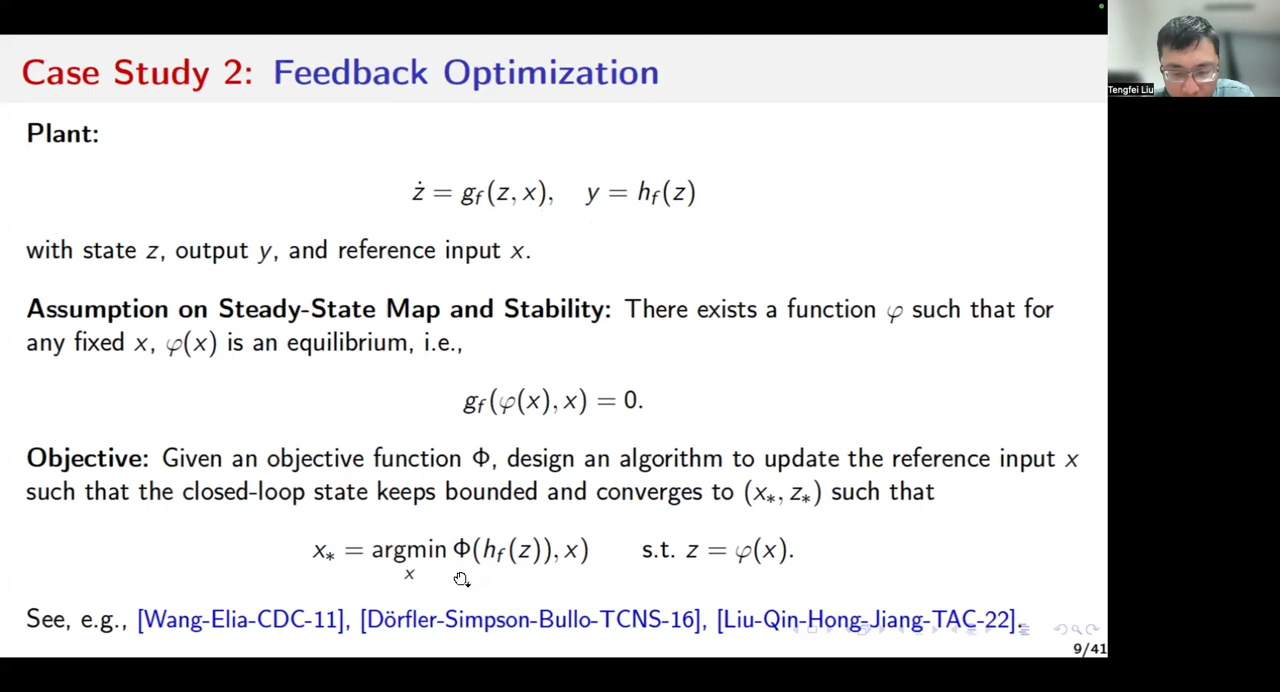 Case Study 2: Feedback Optimization
Tengfei Liu
Plant:
ż = g_f(z, x), y = h_f(z)
with state z, output y, and reference input x.
Assumption on Steady-State Map and Stability: There exists a function φ such that for
any fixed x, φ(x) is an equilibrium, i.e.,
g_f(φ(x), x) = 0.
Objective: Given an objective function Φ, design an algorithm to update the reference input x
such that the closed-loop state keeps bounded and converges to (x_*, z_*) such that
x_* = argmin Φ(h_f(z)), x) s.t. z = φ(x).
x
See, e.g., [Wang-Elia-CDC-11], [Dörfler-Simpson-Bullo-TCNS-16], [Liu-Qin-Hong-Jiang-TAC-22].
9/41